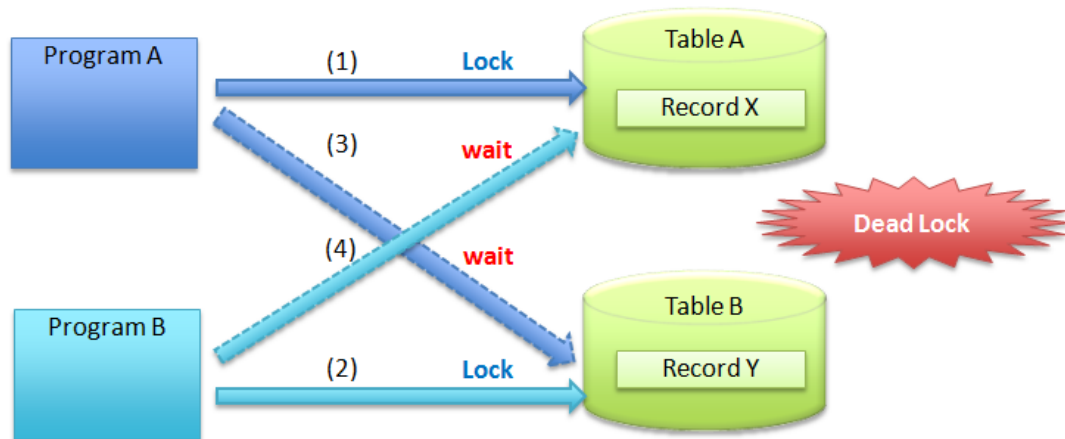 Program A
(1)
Lock
Table A
Record X
(3)
wait
Dead Lock
(4)
wait
Program B
(2)
Lock
Table B
Record Y